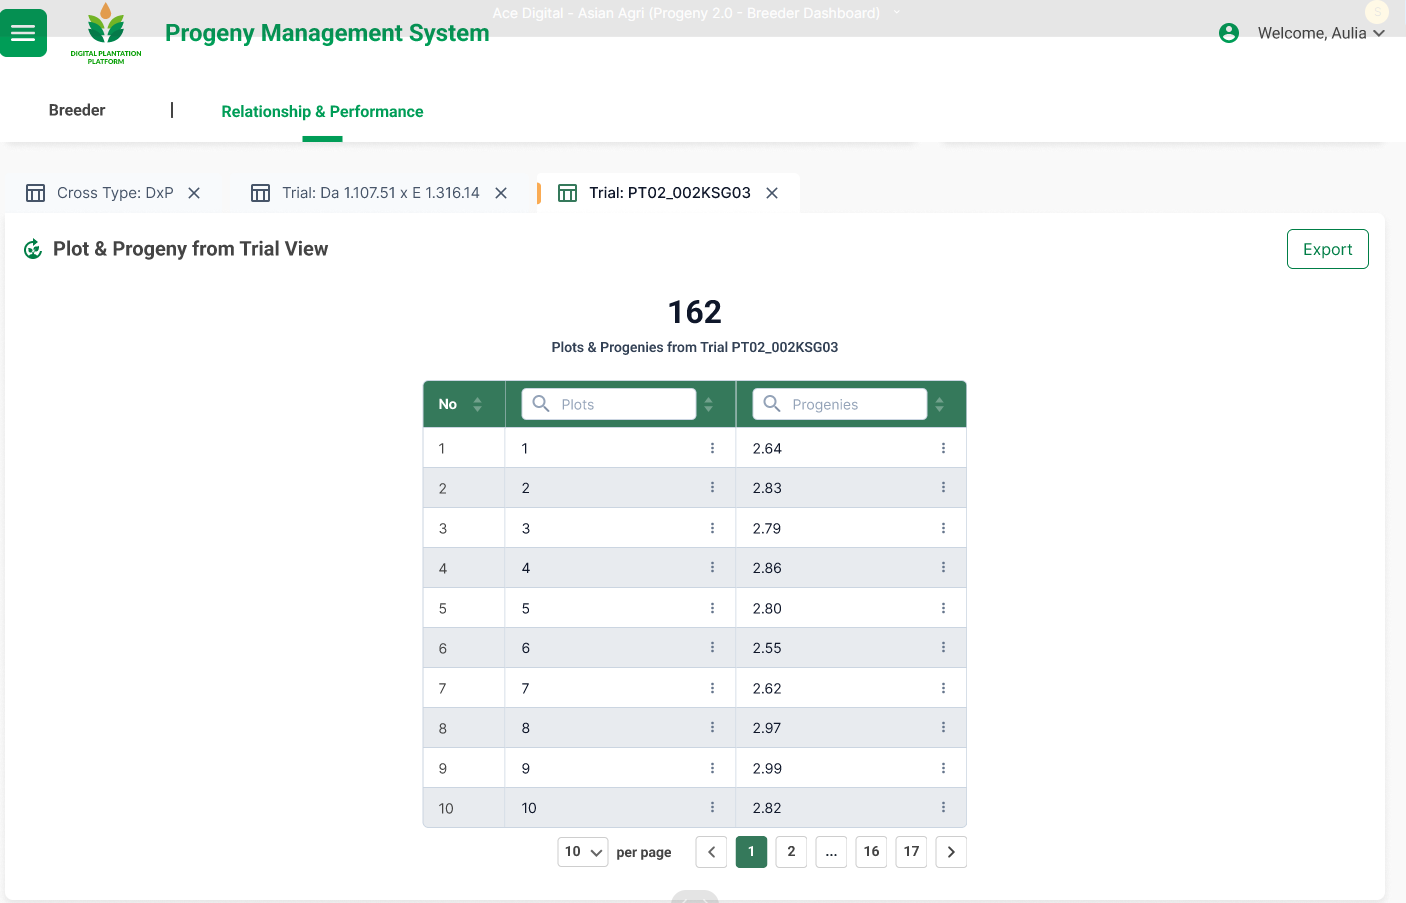 Ace Digital - Asian Agri (Progeny 2.0 - Breeder Dashboard)
S
DIGITAL PLANTATION
PLATFORM
Progeny Management System
Welcome, Aulia
Breeder | Relationship & Performance
Cross Type: DxP
Trial: Da 1.107.51 x E 1.316.14
Trial: PT02_002KSG03
Plot & Progeny from Trial View
Export
162
Plots & Progenies from Trial PT02_002KSG03
No Plots Progenies
1 1 2.64
2 2 2.83
3 3 2.79
4 4 2.86
5 5 2.80
6 6 2.55
7 7 2.62
8 8 2.97
9 9 2.99
10 10 2.82
10 per page 1 2 ... 16 17